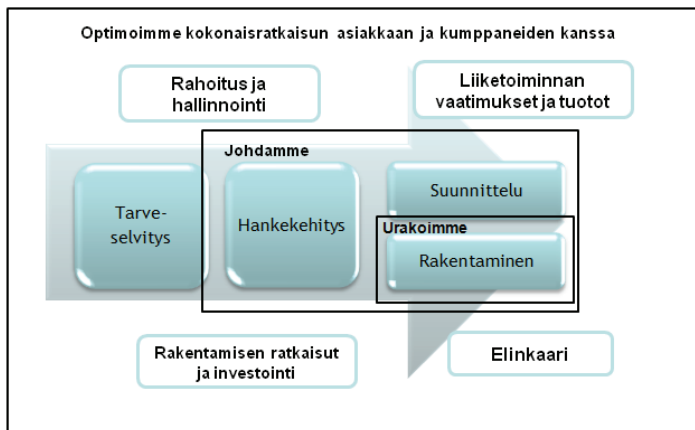 Optimoimme kokonaisratkaisun asiakkaan ja kumppaneiden kanssa
Rahoitus ja
hallinnointi
Liiketoiminnan
vaatimukset ja tuotot
Johdamme
Tarve-
selvitys
Hankekehitys
Suunnittelu
Urakoimme
Rakentaminen
Rakentamisen ratkaisut
ja investointi
Elinkaari